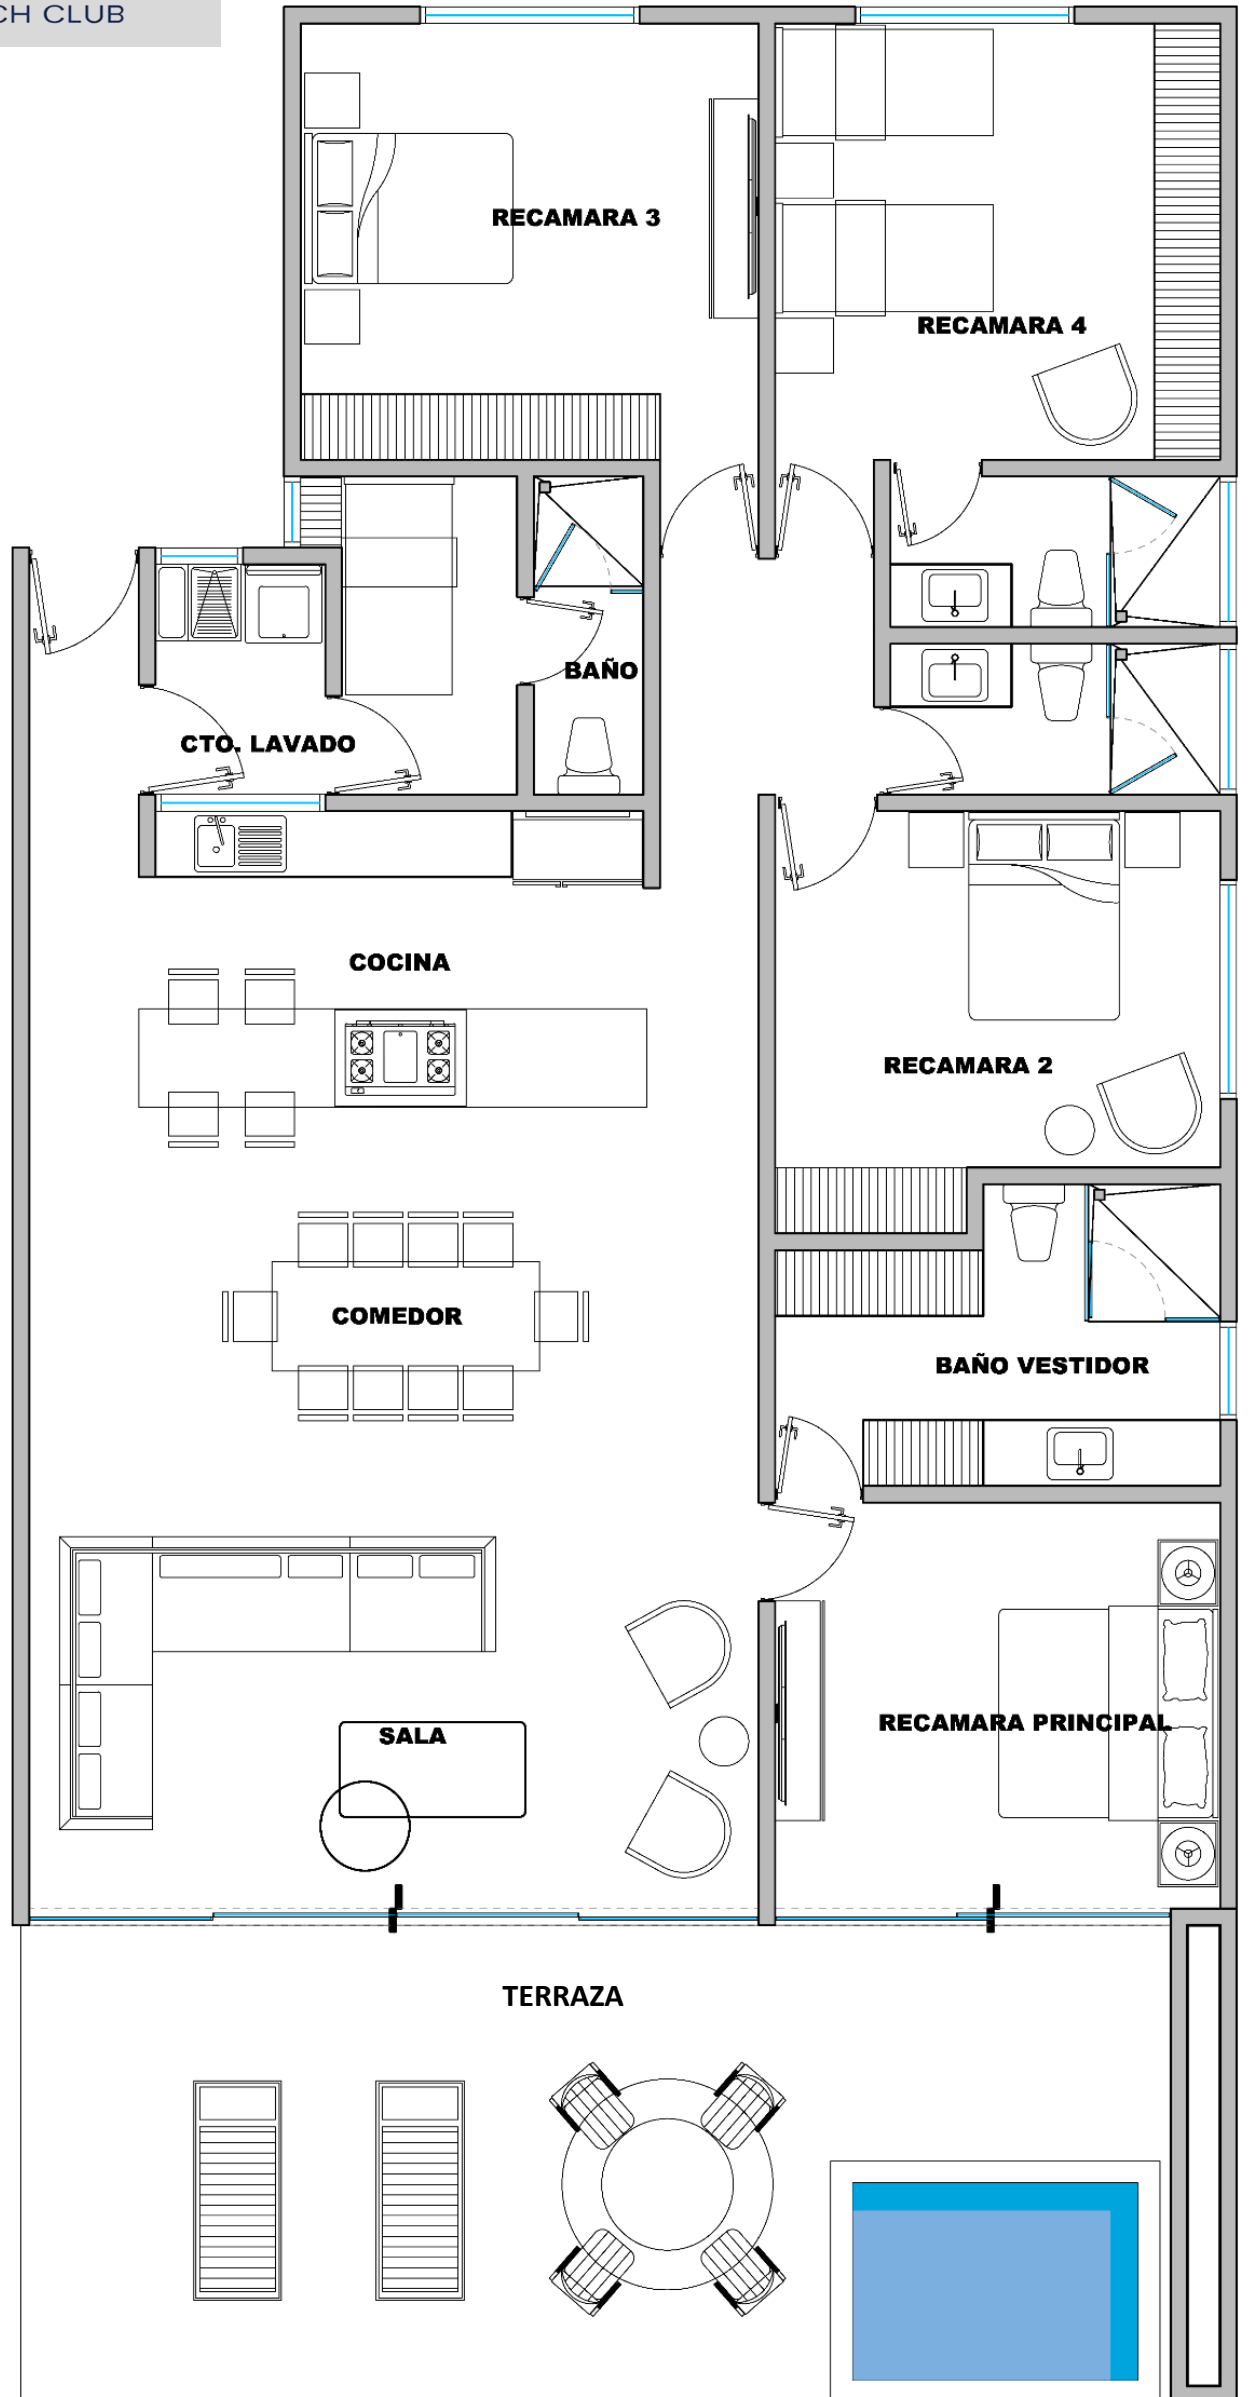 CH CLUB
RECAMARA 3
RECAMARA 4
BAÑO
CTO. LAVADO
COCINA
RECAMARA 2
COMEDOR
BAÑO VESTIDOR
RECAMARA PRINCIPAL
SALA
TERRAZA